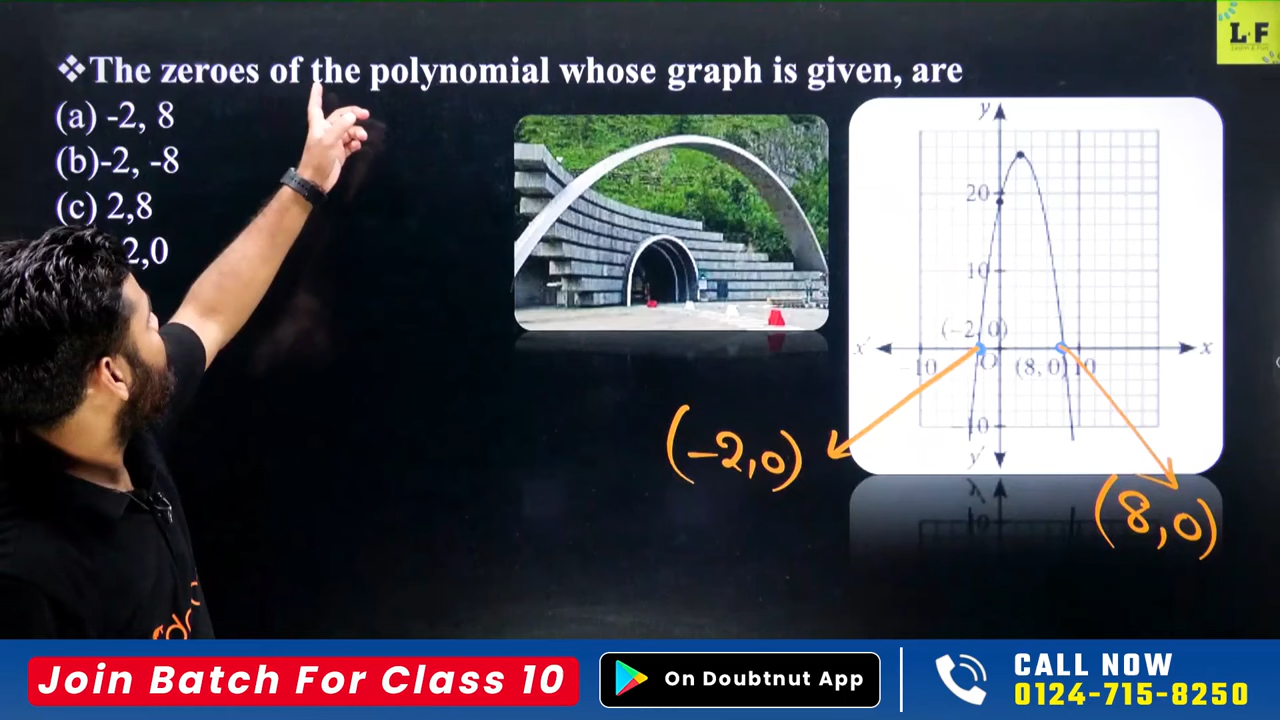 ❖The zeroes of the polynomial whose graph is given, are
(a) -2, 8
(b)-2, -8
(c) 2,8
2,0
L F
y
20
10
(-2, 0)
x'
x
-10
O
(8, 0)
10
-10
y'
(-2,0)
(8,0)
Join Batch For Class 10
On Doubtnut App
CALL NOW
0124-715-8250